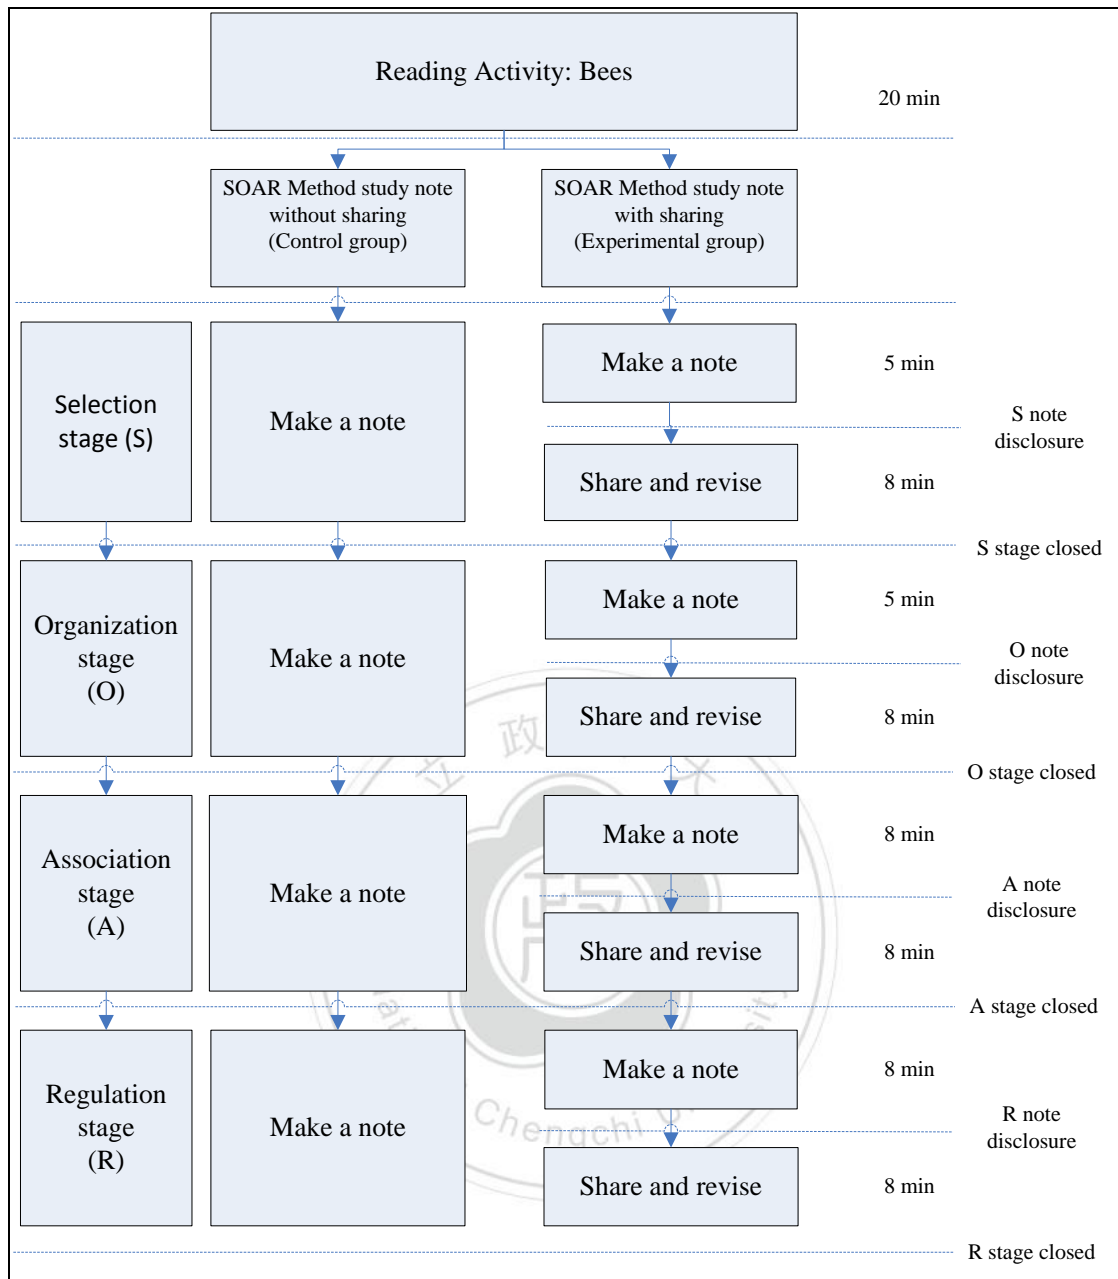 Reading Activity: Bees
20 min
SOAR Method study note
without sharing
(Control group)
SOAR Method study note
with sharing
(Experimental group)
Selection
stage (S)
Make a note
Make a note
5 min
S note
disclosure
Share and revise
8 min
S stage closed
Organization
stage
(O)
Make a note
Make a note
5 min
O note
disclosure
Share and revise
8 min
O stage closed
Association
stage
(A)
Make a note
Make a note
8 min
A note
disclosure
Share and revise
8 min
A stage closed
Regulation
stage
(R)
Make a note
Make a note
8 min
R note
disclosure
Share and revise
8 min
R stage closed
立 政
Chengchi